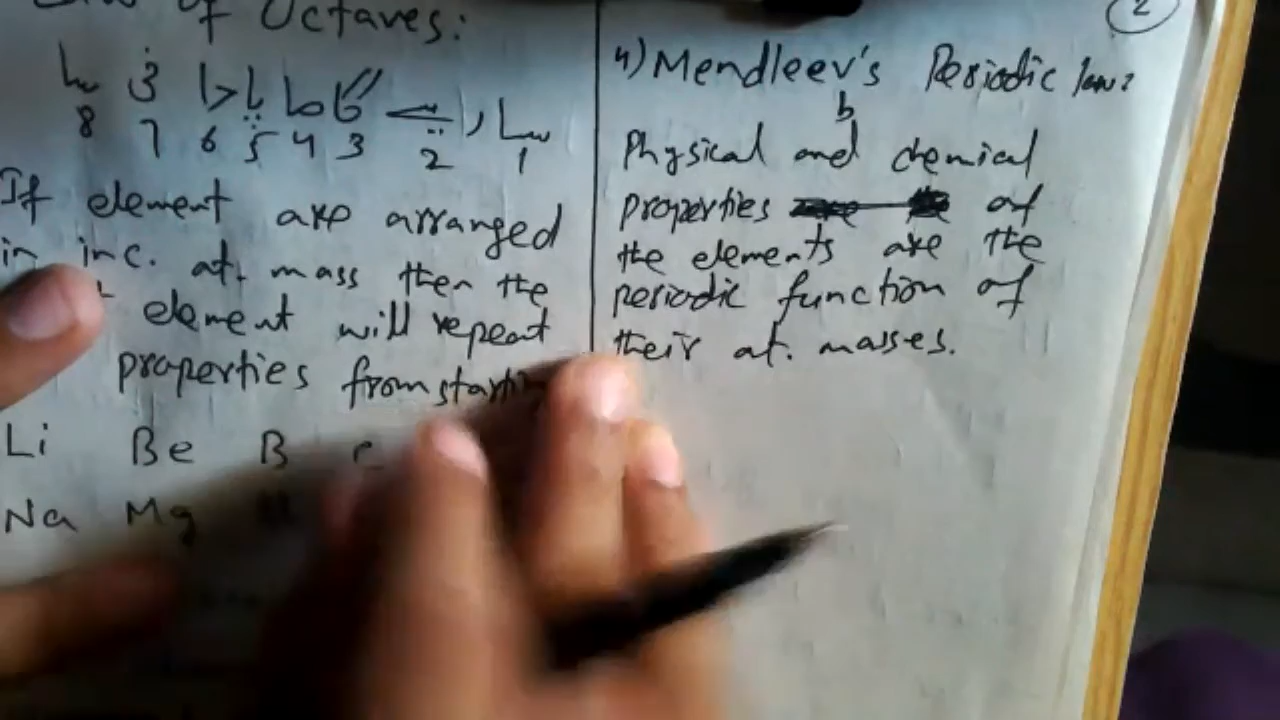 of Octaves:
سا نی دا پا ما گا رے سا
8 7 6 5 4 3 2 1
If element are arranged
in inc. at. mass then the
element will repeat
properties from
Li Be B
Na Mg
2
4) Mendleev's Periodic law:
b
Physical and chemical
properties of
the elements are the
periodic function of
their at. masses.